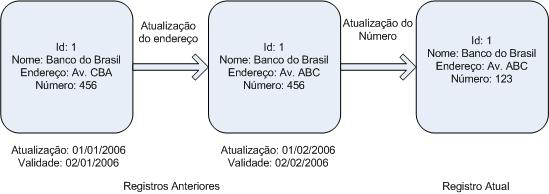 Id: 1
Nome: Banco do Brasil
Endereço: Av. CBA
Número: 456
Atualização
do endereço
Id: 1
Nome: Banco do Brasil
Endereço: Av. ABC
Número: 456
Atualização do
Número
Id: 1
Nome: Banco do Brasil
Endereço: Av. ABC
Número: 123
Atualização: 01/01/2006
Validade: 02/01/2006
Atualização: 01/02/2006
Validade: 02/02/2006
Registros Anteriores
Registro Atual